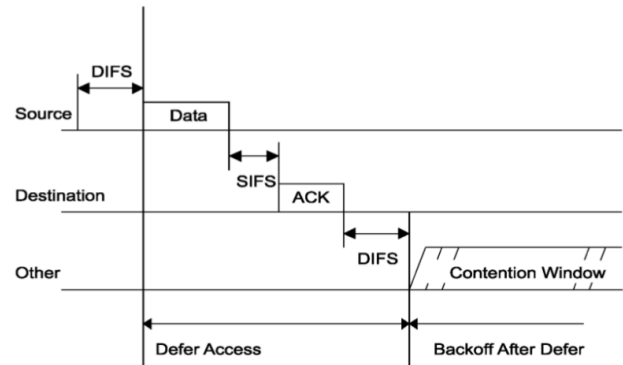 DIFS
Source
Data
SIFS
Destination
ACK
DIFS
Other
Contention Window
Defer Access
Backoff After Defer